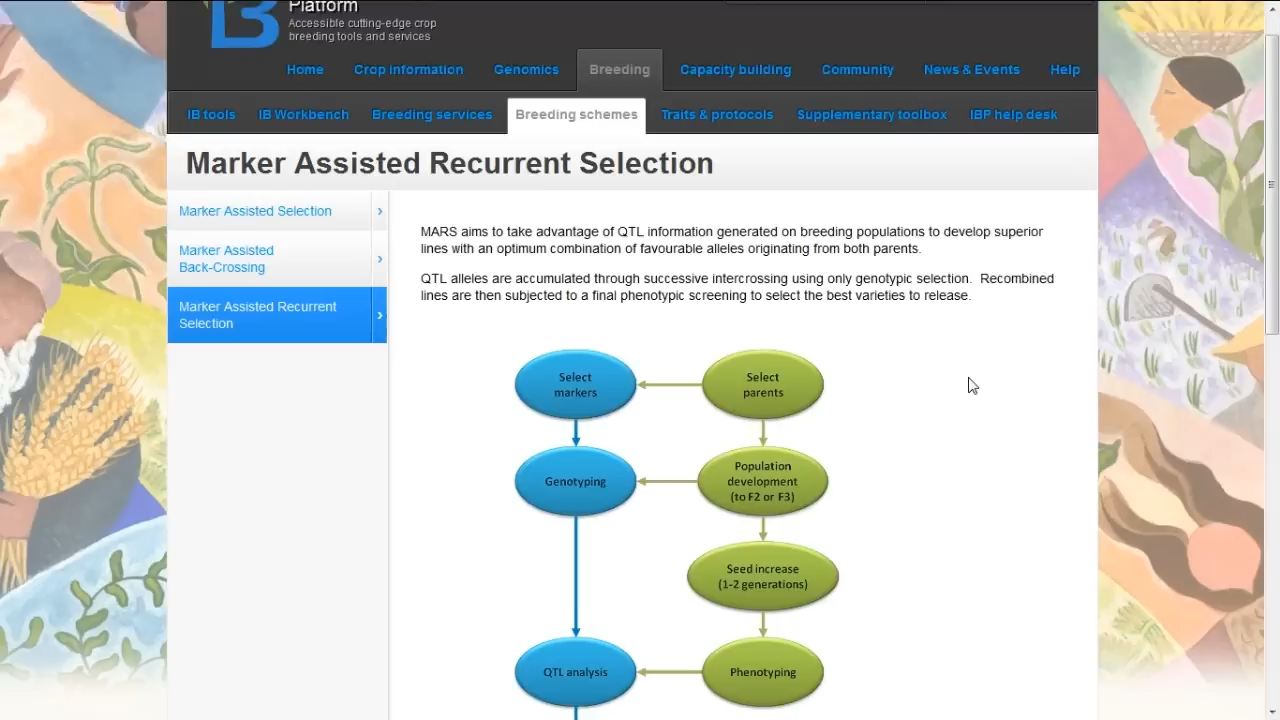 Platform
Accessible cutting-edge crop
breeding tools and services
Home Crop information Genomics Breeding Capacity building Community News & Events Help
IB tools IB Workbench Breeding services Breeding schemes Traits & protocols Supplementary toolbox IBP help desk
Marker Assisted Recurrent Selection
Marker Assisted Selection
Marker Assisted
Back-Crossing
Marker Assisted Recurrent
Selection
MARS aims to take advantage of QTL information generated on breeding populations to develop superior
lines with an optimum combination of favourable alleles originating from both parents.
QTL alleles are accumulated through successive intercrossing using only genotypic selection. Recombined
lines are then subjected to a final phenotypic screening to select the best varieties to release.
Select
markers
Select
parents
Genotyping
Population
development
(to F2 or F3)
Seed increase
(1-2 generations)
QTL analysis
Phenotyping